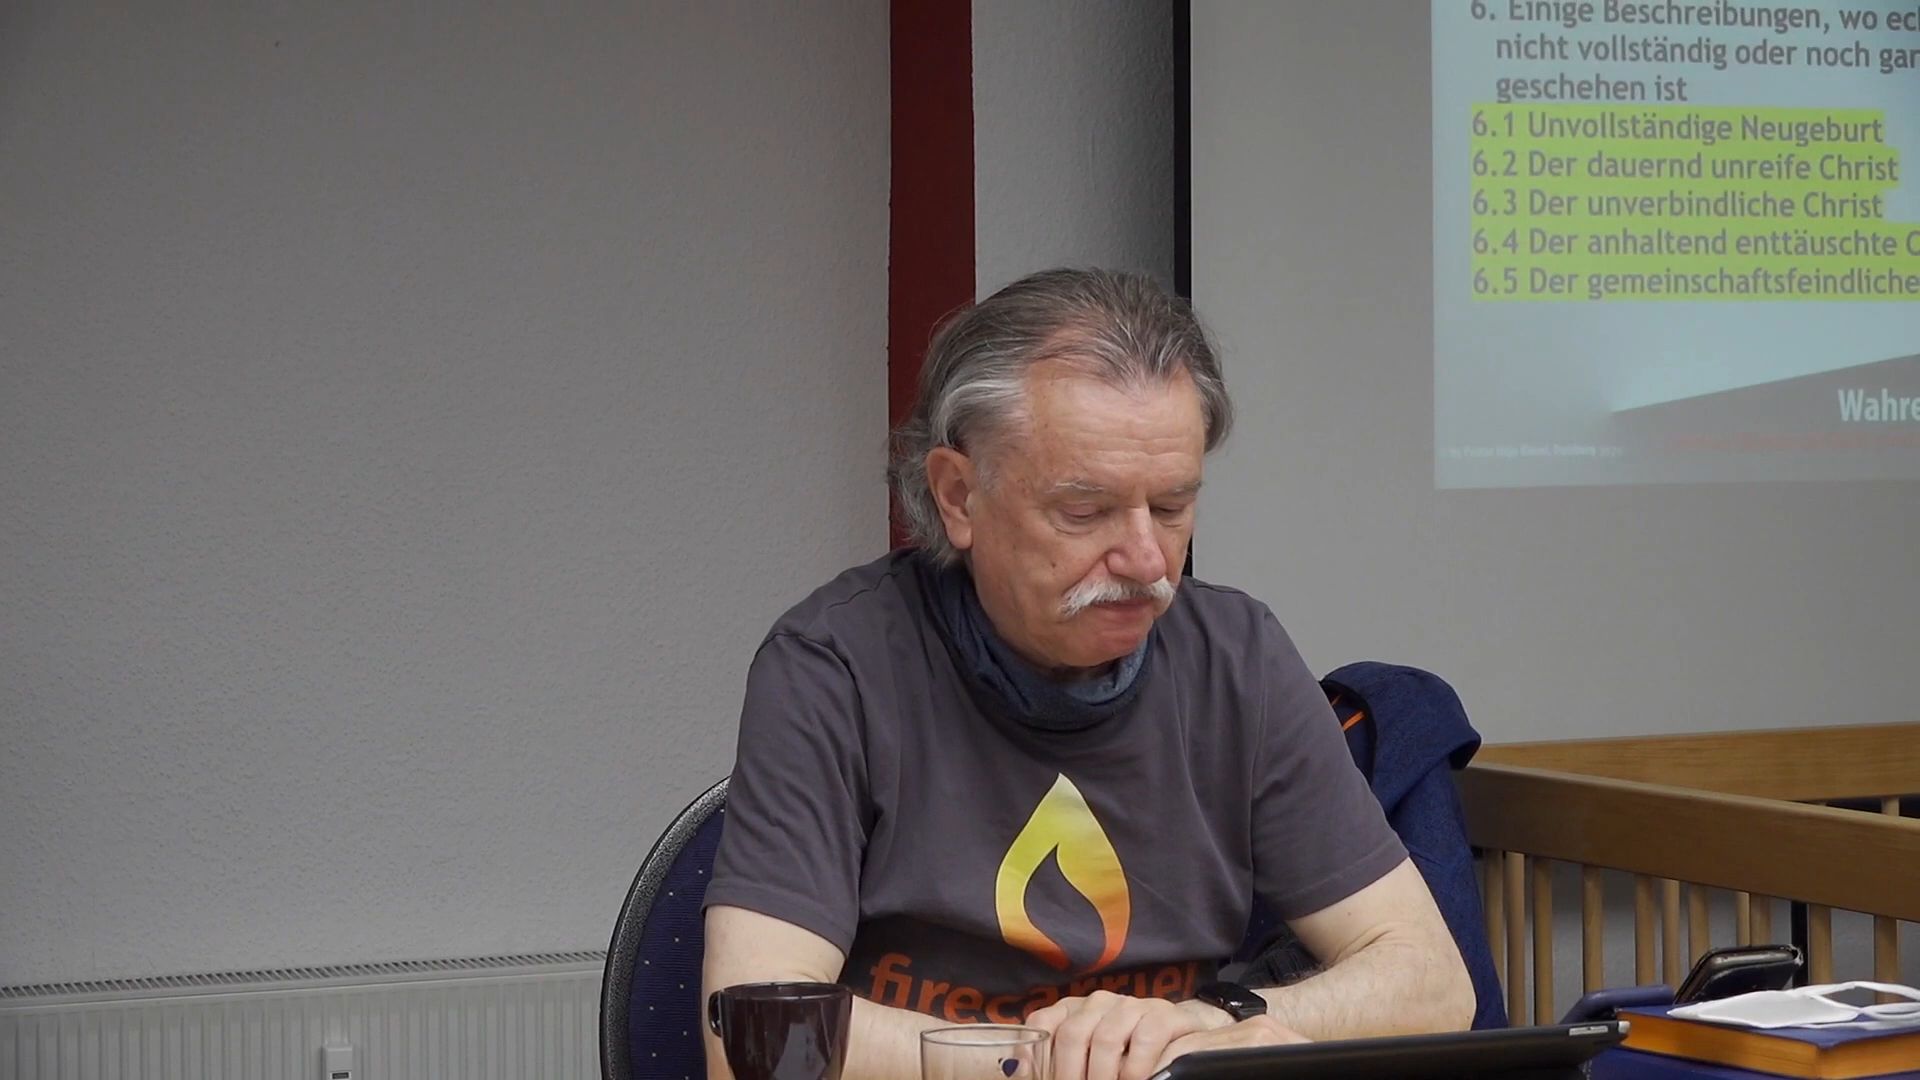 6. Einige Beschreibungen, wo
nicht vollständig oder noch gar
geschehen ist
6.1 Unvollständige Neugeburt
6.2 Der dauernd unreife Christ
6.3 Der unverbindliche Christ
6.4 Der anhaltend enttäuschte C
6.5 Der gemeinschaftsfeindliche
Wahre
firecarrier